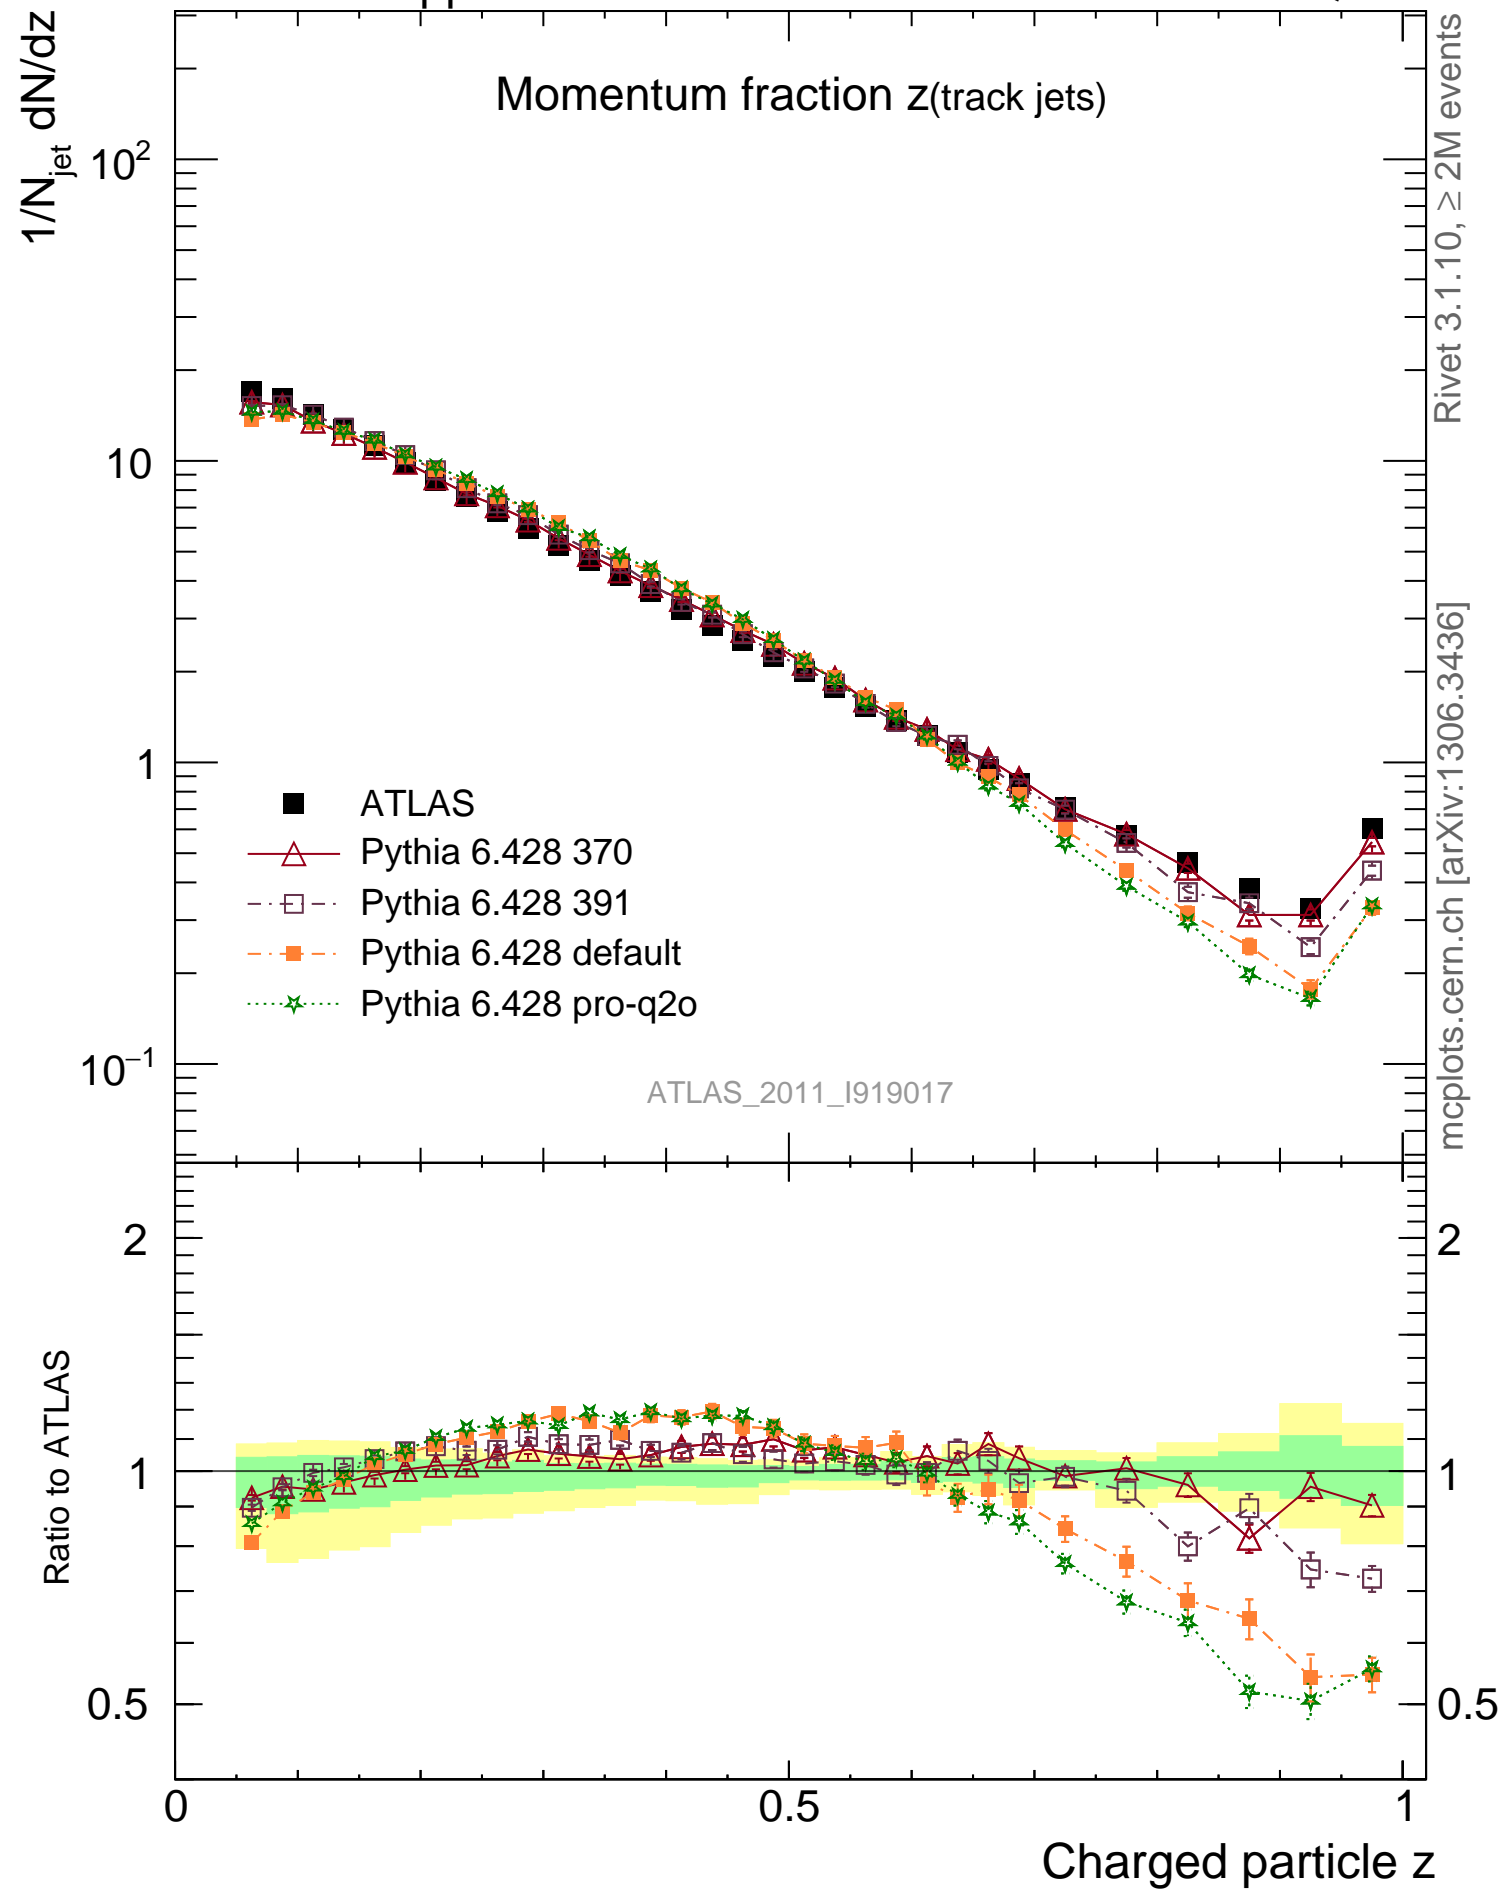 1/N_jet dN/dz
Momentum fraction z(track jets)
10^2
10
1
10^−1
ATLAS
Pythia 6.428 370
Pythia 6.428 391
Pythia 6.428 default
Pythia 6.428 pro-q2o
ATLAS_2011_I919017
Rivet 3.1.10, ≥ 2M events
mcplots.cern.ch [arXiv:1306.3436]
Ratio to ATLAS
2
1
0.5
2
1
0.5
0
0.5
1
Charged particle z